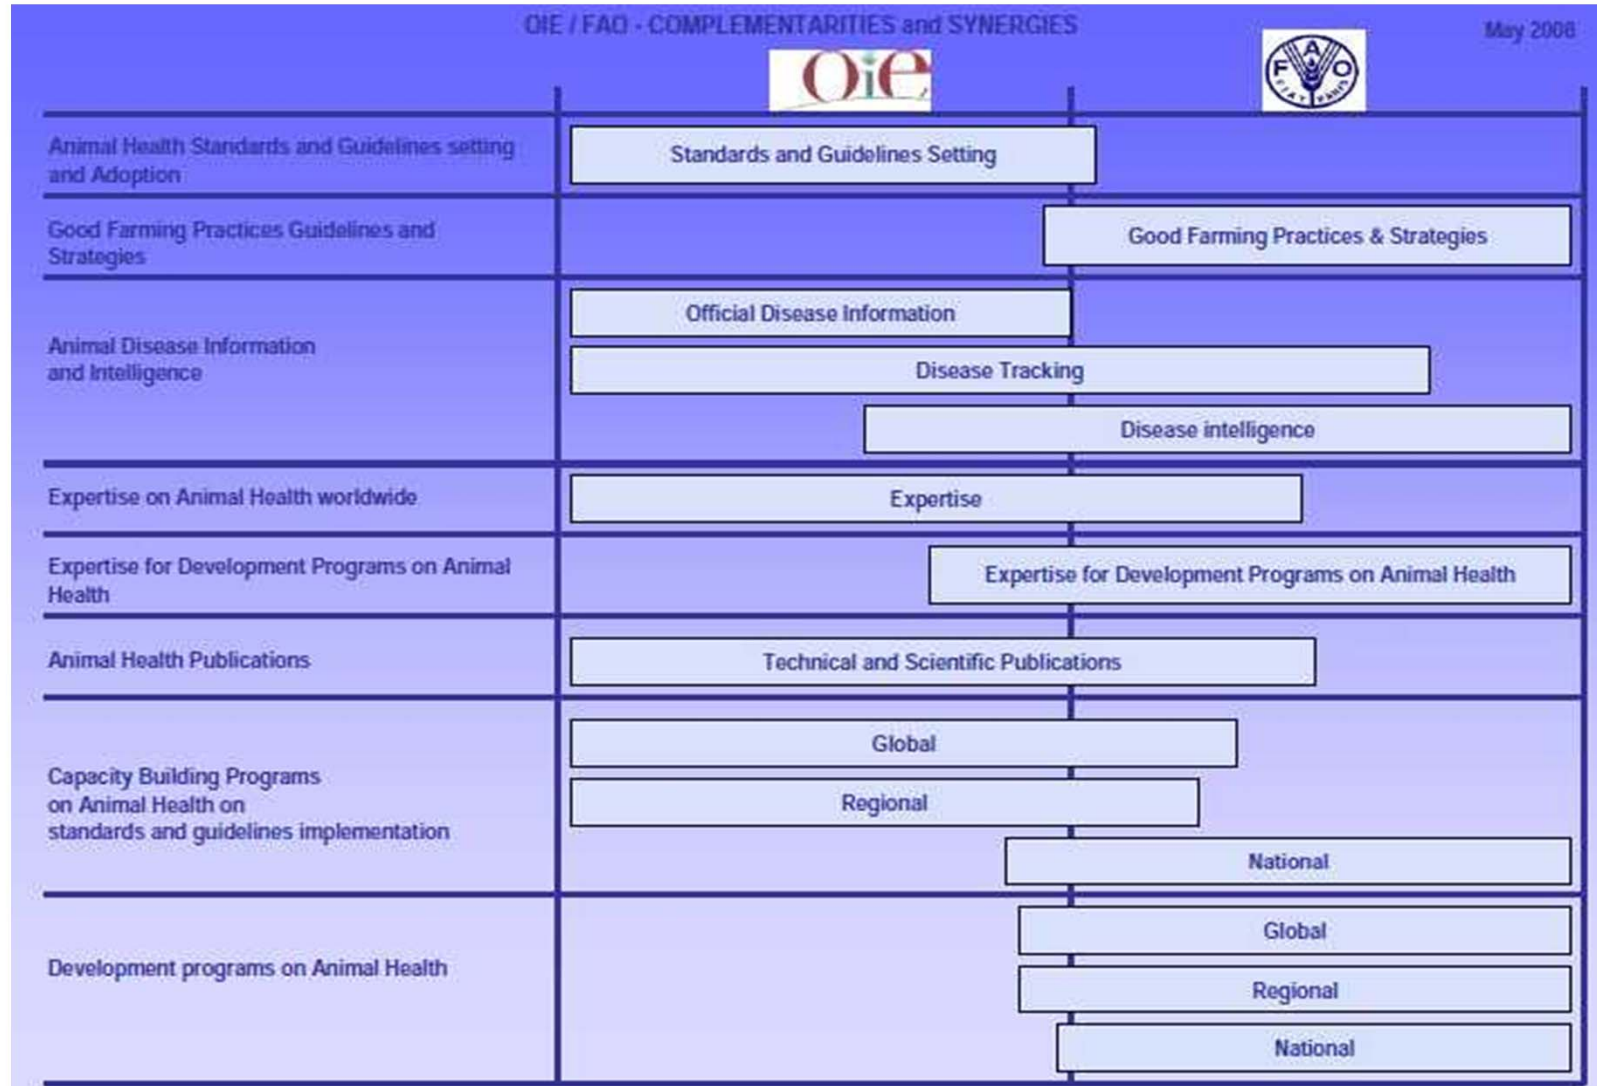 OIE / FAO - COMPLEMENTARITIES and SYNERGIES
May 2008
OiE
F A O
FIAT PANIS
Animal Health Standards and Guidelines setting
and Adoption
Standards and Guidelines Setting
Good Farming Practices Guidelines and
Strategies
Good Farming Practices & Strategies
Official Disease Information
Animal Disease Information
and Intelligence
Disease Tracking
Disease intelligence
Expertise on Animal Health worldwide
Expertise
Expertise for Development Programs on Animal
Health
Expertise for Development Programs on Animal Health
Animal Health Publications
Technical and Scientific Publications
Global
Capacity Building Programs
on Animal Health on
standards and guidelines implementation
Regional
National
Global
Development programs on Animal Health
Regional
National